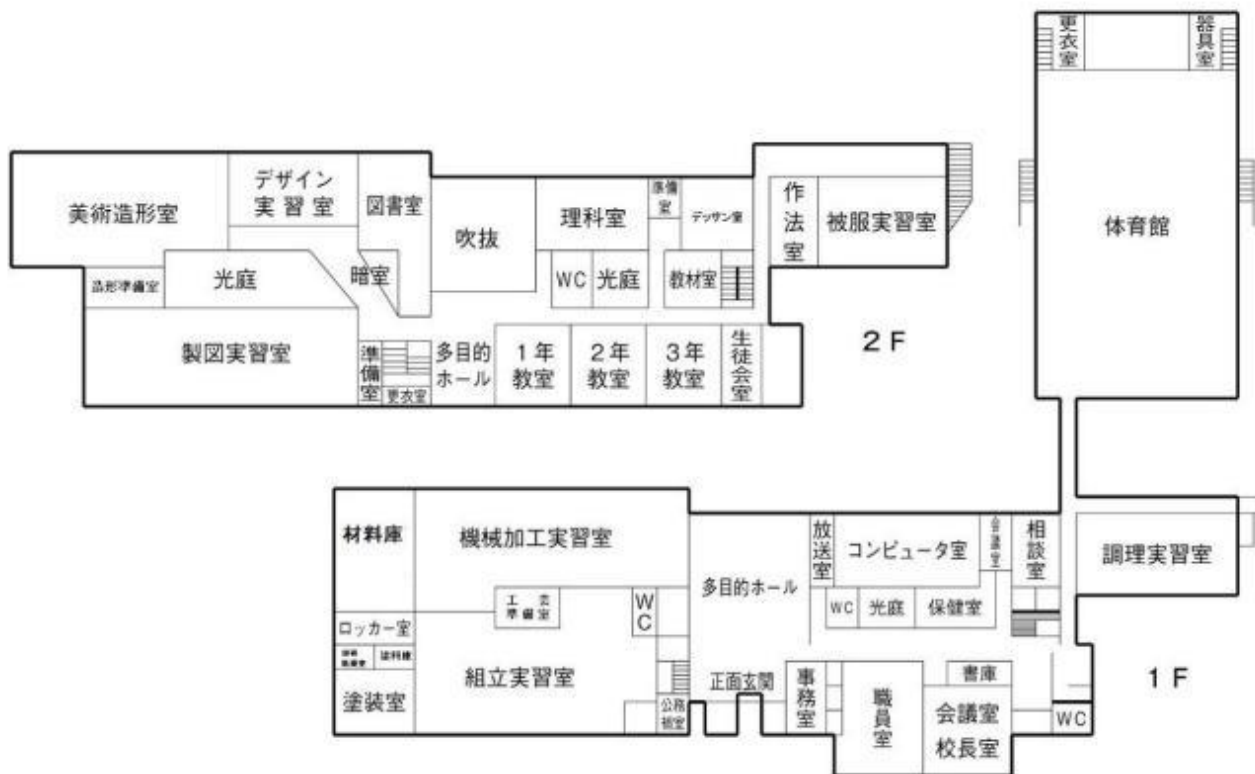 更衣室
器具室
体育館
美術造形室
デザイン
実習室
図書室
吹抜
理科室
準備
室
デッサン室
作法室
被服実習室
造形準備室
光庭
暗室
WC
光庭
教材室
製図実習室
準備室
更衣室
多目的
ホール
1年
教室
2年
教室
3年
教室
生徒会室
2F
材料庫
機械加工実習室
放送室
コンピュータ室
相談室
調理実習室
多目的ホール
工芸
準備室
WC
WC
光庭
保健室
ロッカー室
塗料庫
組立実習室
塗装室
公務
補室
正面玄関
事務室
職員室
書庫
会議室
校長室
WC
1F